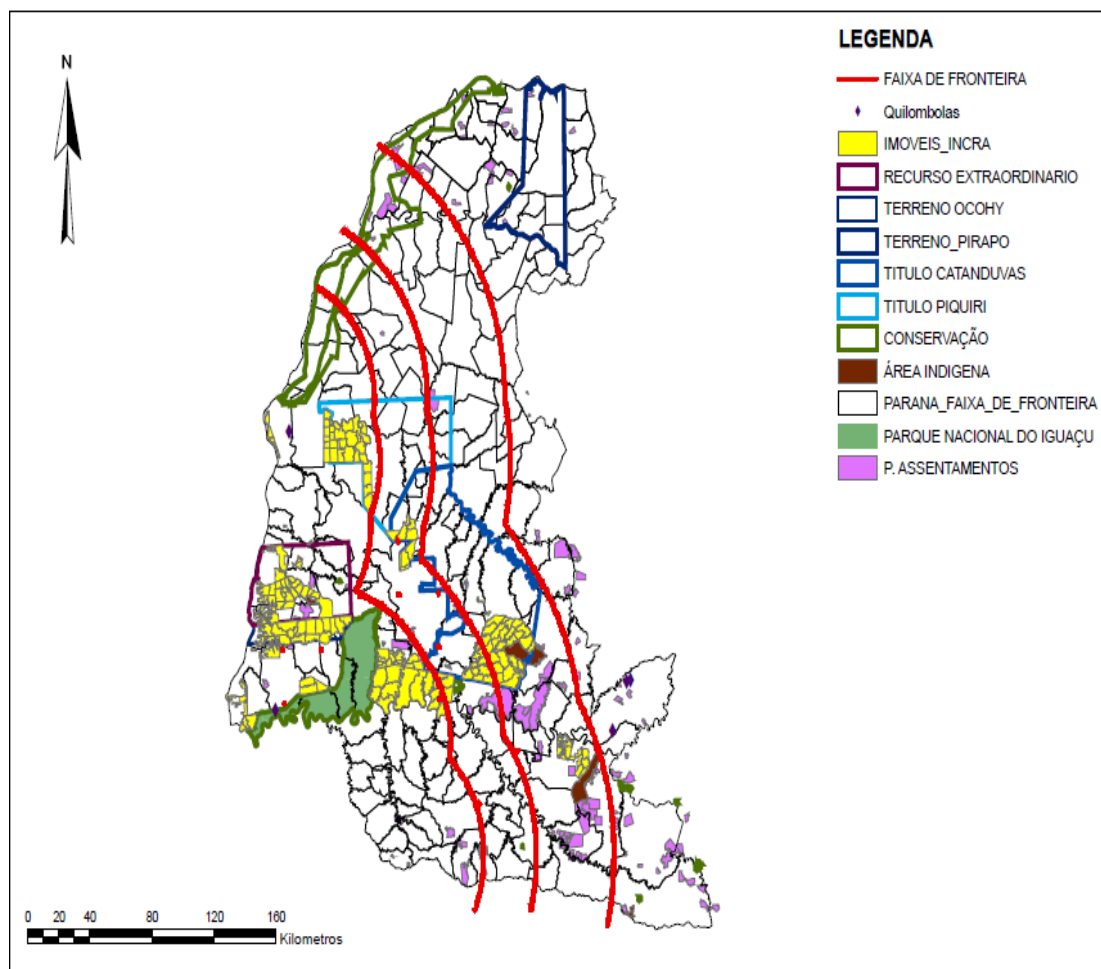 LEGENDA
N
FAIXA DE FRONTEIRA
Quilombolas
IMOVEIS_INCRA
RECURSO EXTRAORDINARIO
TERRENO OCOHY
TERRENO_PIRAPO
TITULO CATANDUVAS
TITULO PIQUIRI
CONSERVAÇÃO
ÁREA INDIGENA
PARANA_FAIXA_DE_FRONTEIRA
PARQUE NACIONAL DO IGUAÇU
P. ASSENTAMENTOS
0 20 40 80 120 160
Kilometros